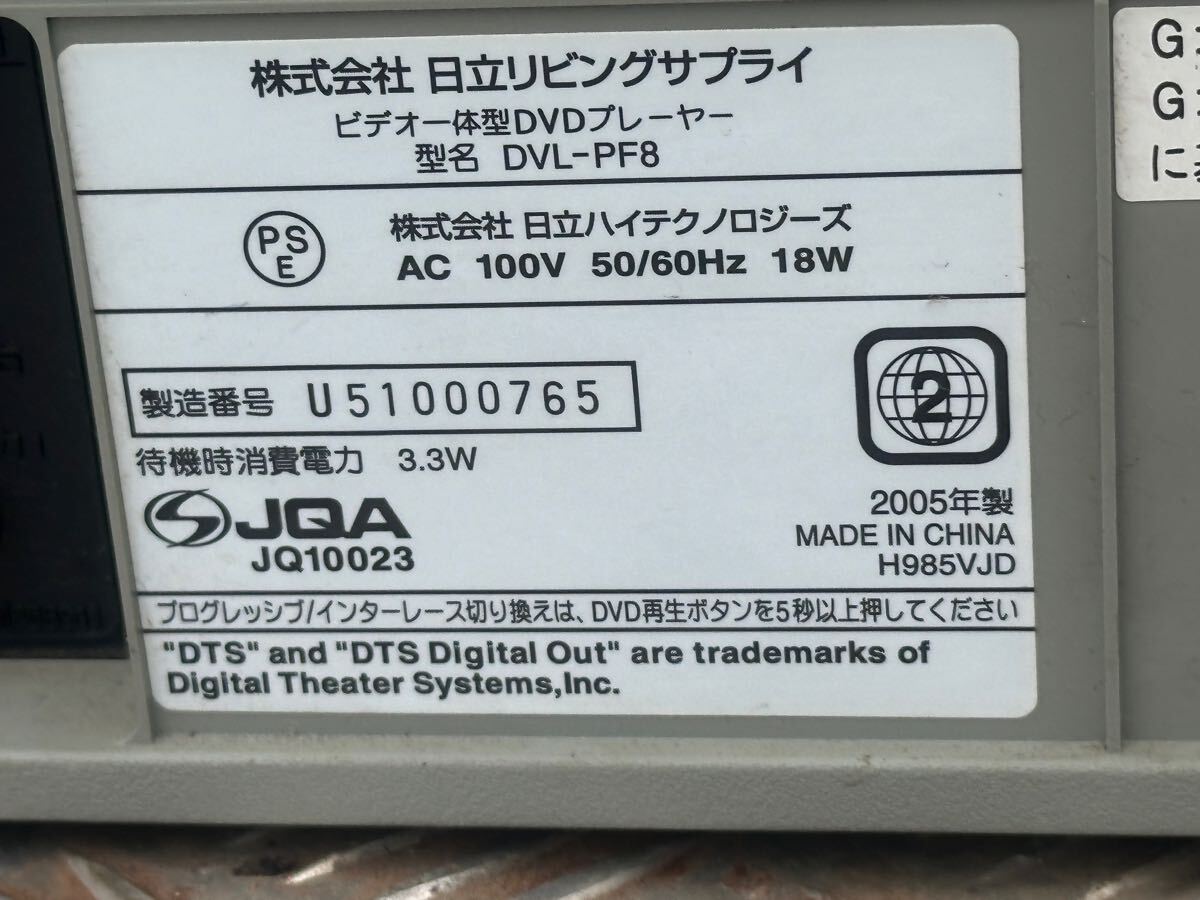 株式会社 日立リビングサプライ
ビデオ一体型DVDプレーヤー
型名 DVL-PF8
PS
E
株式会社 日立ハイテクノロジーズ
AC 100V 50/60Hz 18W
製造番号 U51000765
2
待機時消費電力 3.3W
JQA
JQ10023
2005年製
MADE IN CHINA
H985VJD
プログレッシブ/インターレース切り換えは、DVD再生ボタンを5秒以上押してください
"DTS" and "DTS Digital Out" are trademarks of
Digital Theater Systems,Inc.
G
G
に